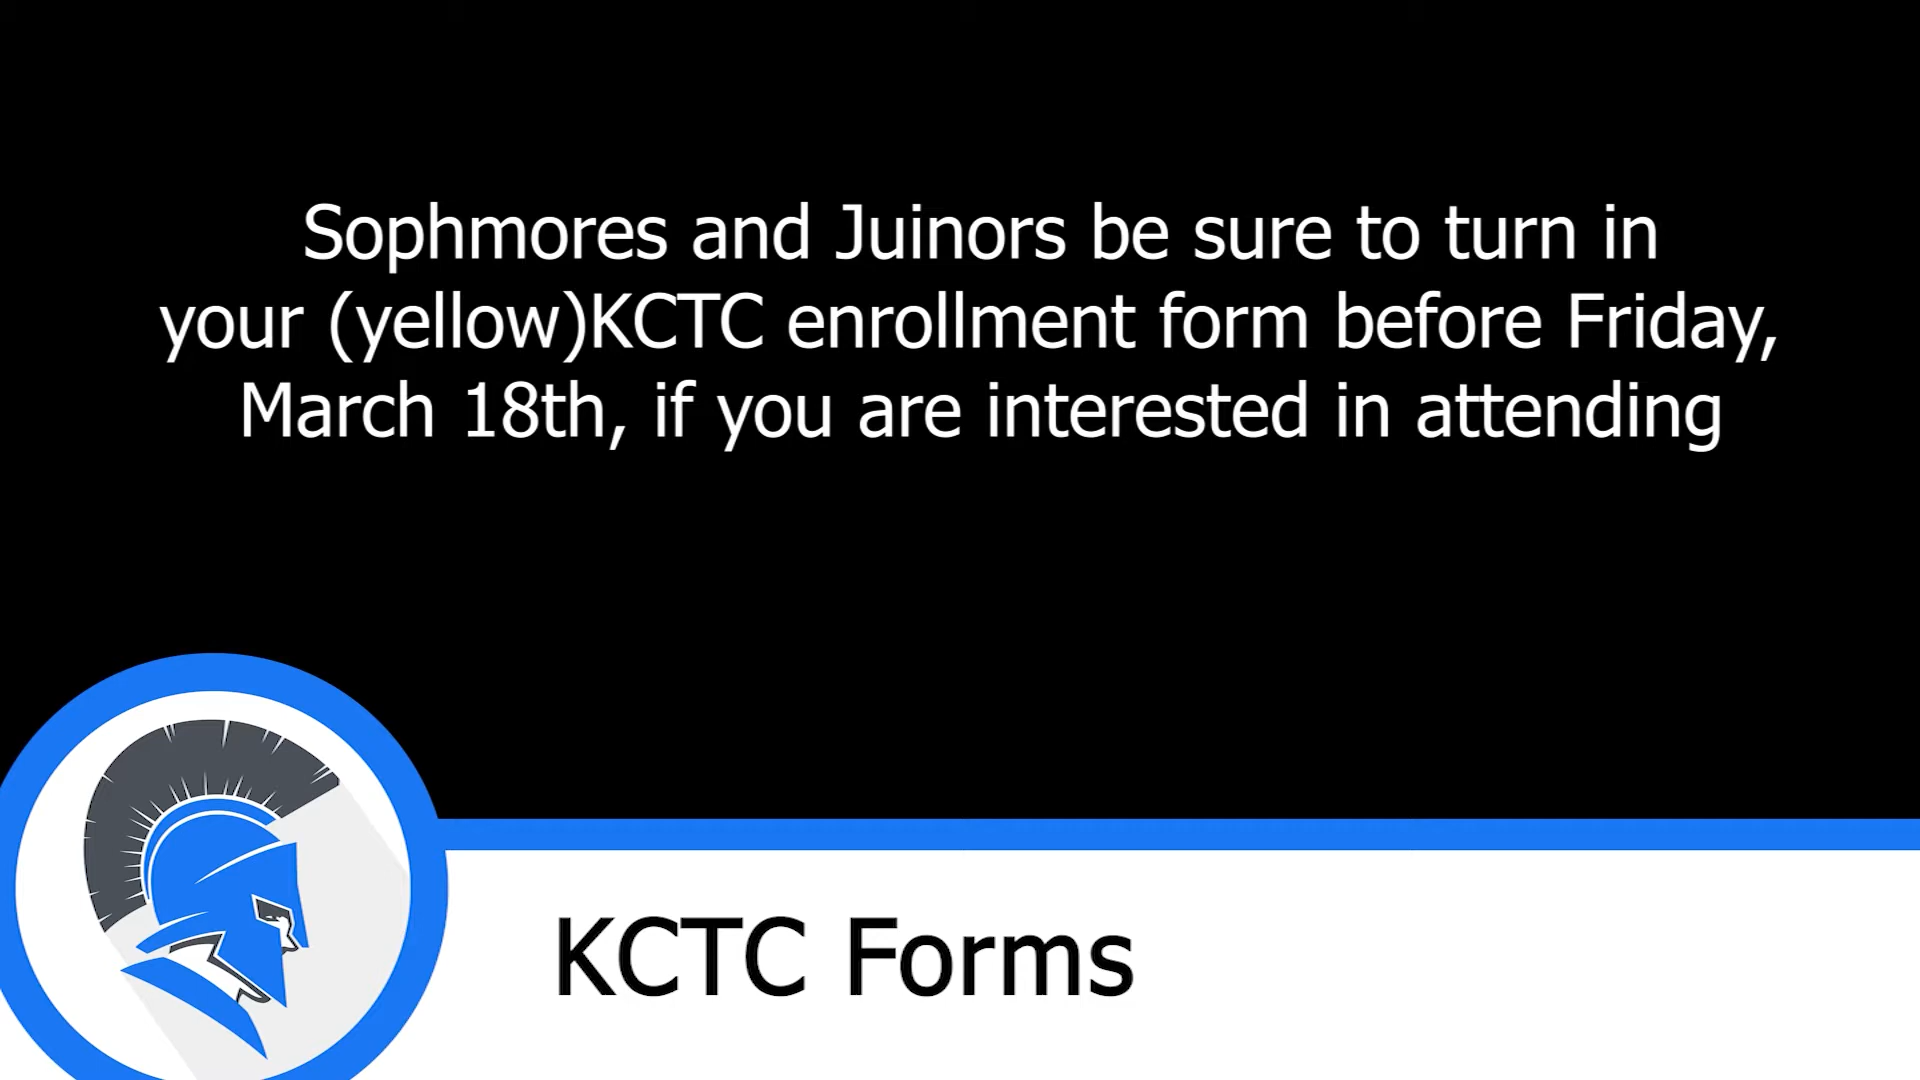 Sophmores and Juinors be sure to turn in
your (yellow)KCTC enrollment form before Friday,
March 18th, if you are interested in attending
KCTC Forms